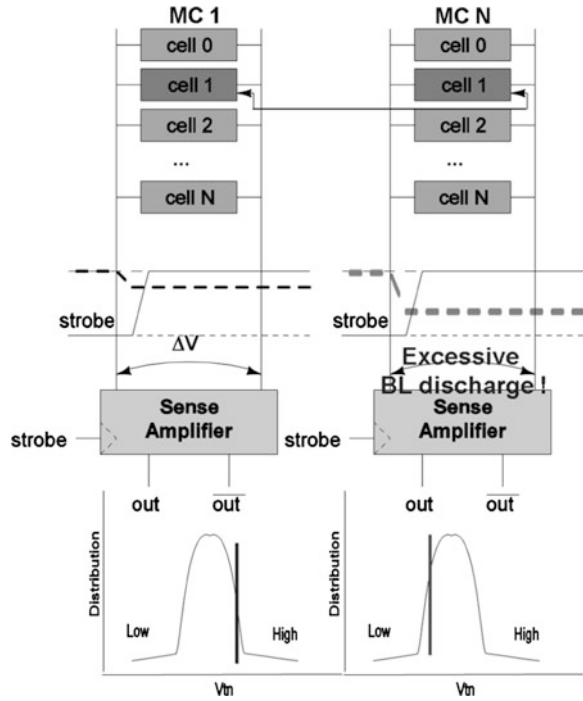 MC 1
MC N
cell 0
cell 0
cell 1
cell 1
cell 2
cell 2
...
...
cell N
cell N
strobe
strobe
ΔV
Excessive
BL discharge !
Sense
Amplifier
Sense
Amplifier
strobe
strobe
out
out
out
out
Distribution
Low
High
Vtn
Distribution
Low
High
Vtn